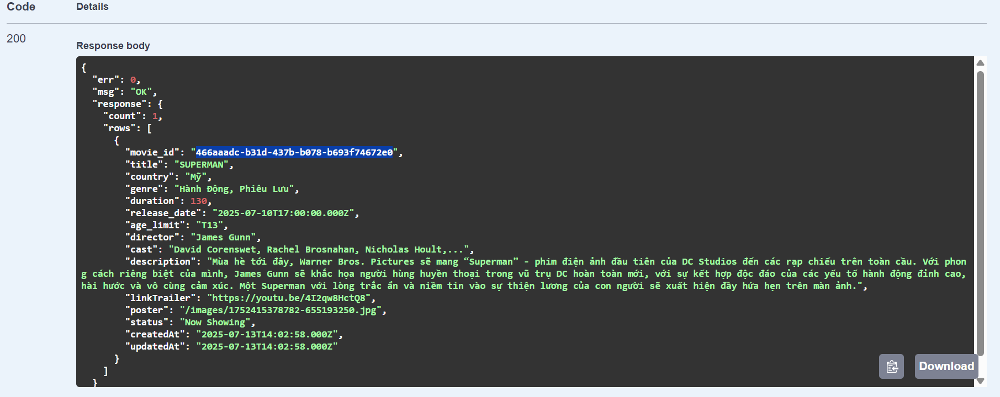 Code Details
200
Response body
{
"err": 0,
"msg": "OK",
"response": {
"count": 1,
"rows": [
{
"movie_id": "466aaadc-b31d-437b-b078-b693f74672e0",
"title": "SUPERMAN",
"country": "Mỹ",
"genre": "Hành Động, Phiêu Lưu",
"duration": 130,
"release_date": "2025-07-10T17:00:00.000Z",
"age_limit": "T13",
"director": "James Gunn",
"cast": "David Corenswet, Rachel Brosnahan, Nicholas Hoult,...",
"description": "Mùa hè tới đây, Warner Bros. Pictures sẽ mang “Superman” - phim điện ảnh đầu tiên của DC Studios đến các rạp chiếu trên toàn cầu. Với phon
g cách riêng biệt của mình, James Gunn sẽ khắc họa người hùng huyền thoại trong vũ trụ DC hoàn toàn mới, với sự kết hợp độc đáo của các yếu tố hành động đỉnh cao,
hài hước và vô cùng cảm xúc. Một Superman với lòng trắc ẩn và niềm tin vào sự thiện lương của con người sẽ xuất hiện đầy hứa hẹn trên màn ảnh.",
"linkTrailer": "https://youtu.be/4I2qw8HctQ8",
"poster": "/images/1752415378782-655193250.jpg",
"status": "Now Showing",
"createdAt": "2025-07-13T14:02:58.000Z",
"updatedAt": "2025-07-13T14:02:58.000Z"
}
]
}
Download